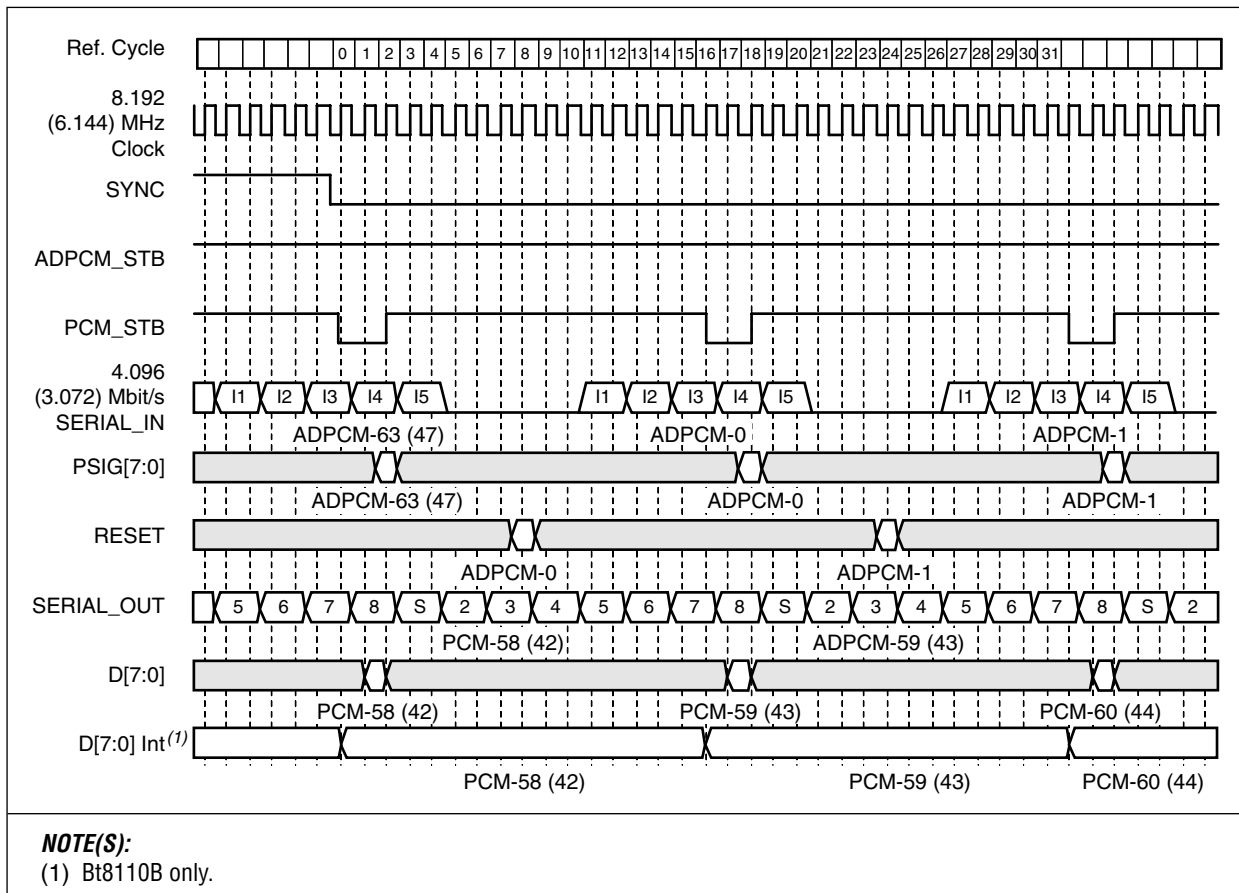 Ref. Cycle 0 1 2 3 4 5 6 7 8 9 10 11 12 13 14 15 16 17 18 19 20 21 22 23 24 25 26 27 28 29 30 31
8.192
(6.144) MHz
Clock
SYNC
ADPCM_STB
PCM_STB
4.096
(3.072) Mbit/s
SERIAL_IN
I1 I2 I3 I4 I5 I1 I2 I3 I4 I5 I1 I2 I3 I4 I5
ADPCM-63 (47) ADPCM-0 ADPCM-1
PSIG[7:0]
ADPCM-63 (47) ADPCM-0 ADPCM-1
RESET
ADPCM-0 ADPCM-1
SERIAL_OUT 5 6 7 8 S 2 3 4 5 6 7 8 S 2 3 4 5 6 7 8 S 2
PCM-58 (42) ADPCM-59 (43)
D[7:0]
PCM-58 (42) PCM-59 (43) PCM-60 (44)
D[7:0] Int(1)
PCM-58 (42) PCM-59 (43) PCM-60 (44)
NOTE(S):
(1) Bt8110B only.